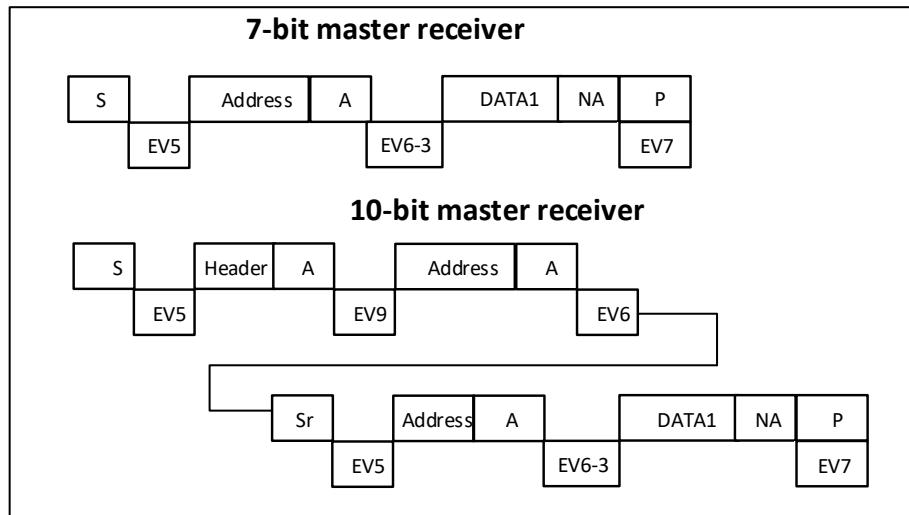 7-bit master receiver
S Address A DATA1 NA P
EV5 EV6-3 EV7
10-bit master receiver
S Header A Address A
EV5 EV9 EV6
Sr Address A DATA1 NA P
EV5 EV6-3 EV7